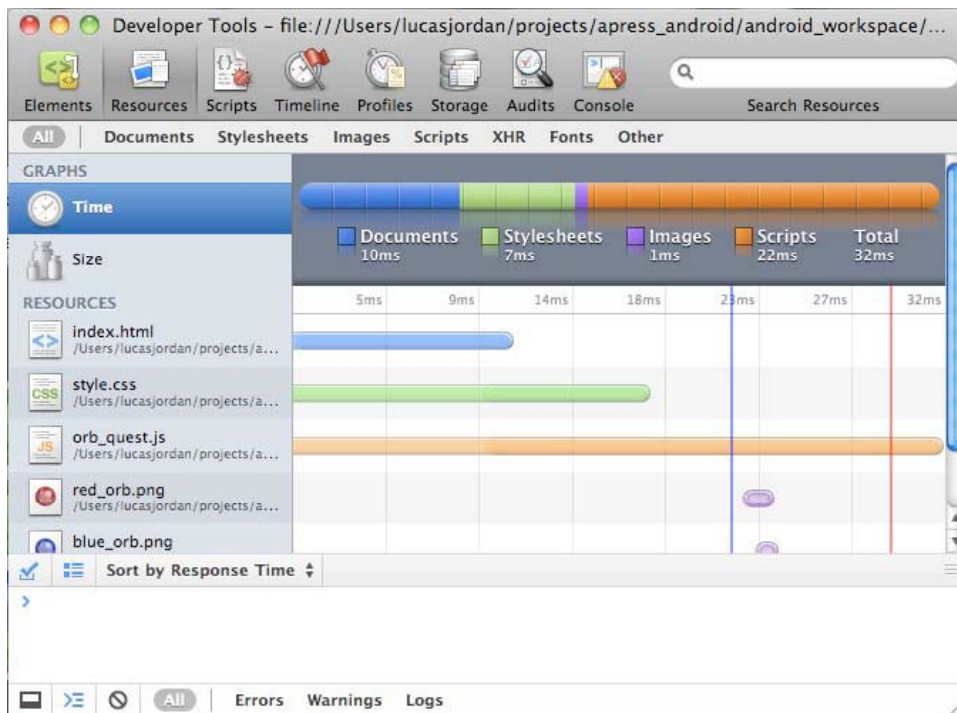 Developer Tools – file:///Users/lucasjordan/projects/apress_android/android_workspace/...
Elements Resources Scripts Timeline Profiles Storage Audits Console Search Resources
All Documents Stylesheets Images Scripts XHR Fonts Other
GRAPHS
Time
Size
Documents Stylesheets Images Scripts Total
10ms 7ms 1ms 22ms 32ms
RESOURCES
5ms 9ms 14ms 18ms 23ms 27ms 32ms
index.html
/Users/lucasjordan/projects/a...
style.css
/Users/lucasjordan/projects/a...
orb_quest.js
/Users/lucasjordan/projects/a...
red_orb.png
/Users/lucasjordan/projects/a...
blue_orb.png
Sort by Response Time
All Errors Warnings Logs